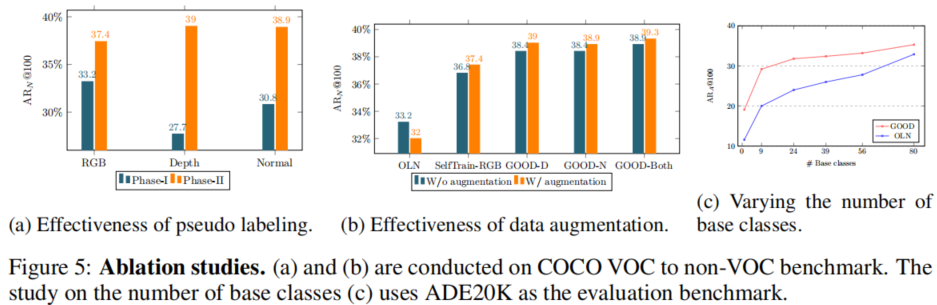 40%
35%
30%
AR_N@100
33.2
37.4
27.7
39
30.8
38.9
RGB
Depth
Normal
Phase-I
Phase-II
(a) Effectiveness of pseudo labeling.
40%
38%
36%
34%
32%
AR_N@100
33.2
32
36.8
37.4
38.4
39
38.4
38.9
38.9
39.3
OLN
SelfTrain-RGB
GOOD-D
GOOD-N
GOOD-Both
W/o augmentation
W/ augmentation
(b) Effectiveness of data augmentation.
40
30
20
10
AR_A@100
GOOD
OLN
0
9
24
39
56
80
# Base classes
(c) Varying the number of
base classes.
Figure 5: Ablation studies. (a) and (b) are conducted on COCO VOC to non-VOC benchmark. The
study on the number of base classes (c) uses ADE20K as the evaluation benchmark.